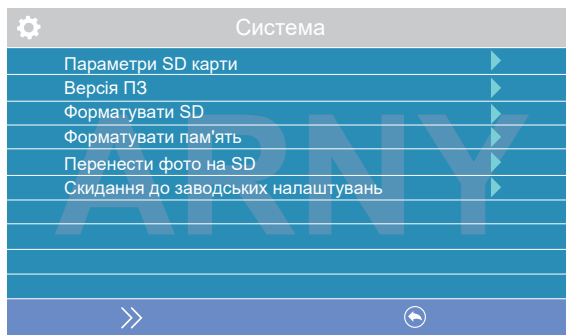 Система
Параметри SD карти
Версія ПЗ
Форматувати SD
Форматувати пам'ять
Перенести фото на SD
Скидання до заводських налаштувань
ARNY